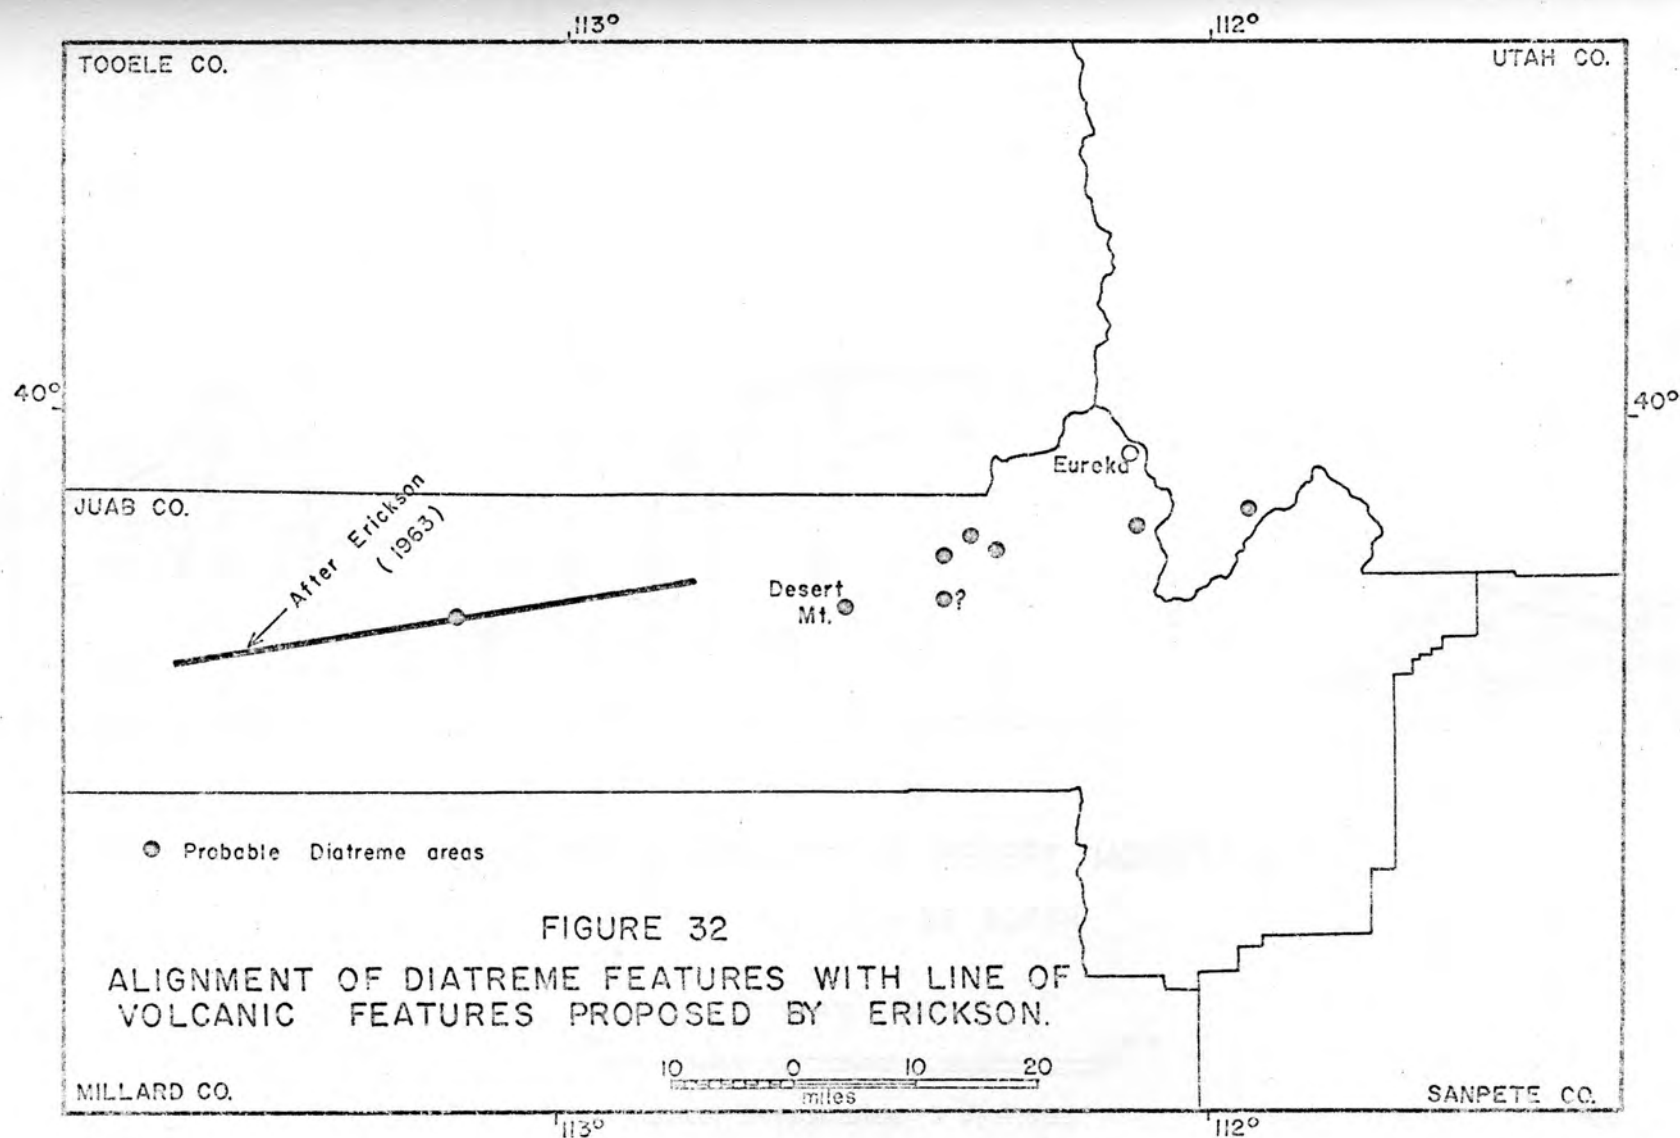 113°
112°
TOOELE CO.
UTAH CO.
40°
40°
Eureka
JUAB CO.
After Erickson
(1963)
Desert
Mt.
?
Probable Diatreme areas
FIGURE 32
ALIGNMENT OF DIATREME FEATURES WITH LINE OF
VOLCANIC FEATURES PROPOSED BY ERICKSON.
10 0 10 20
miles
MILLARD CO.
SANPETE CO.
113°
112°